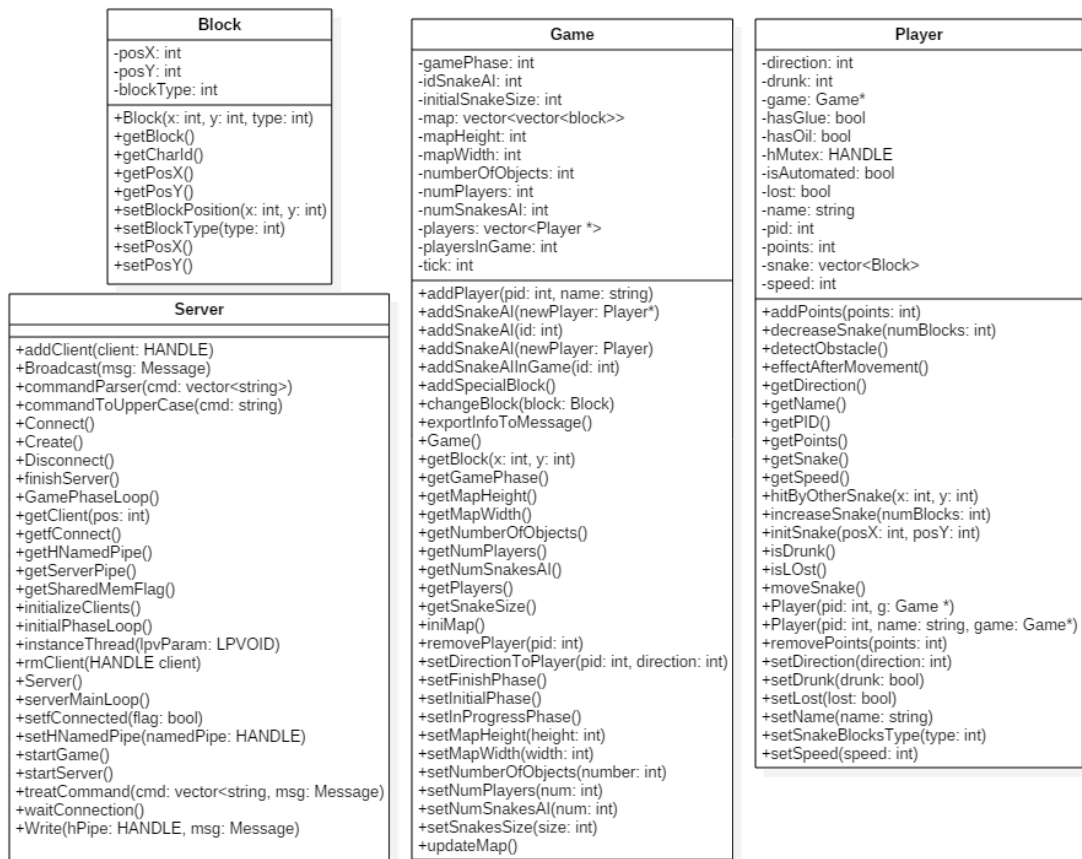 Block
-posX: int
-posY: int
-blockType: int
+Block(x: int, y: int, type: int)
+getBlock()
+getCharId()
+getPosX()
+getPosY()
+setBlockPosition(x: int, y: int)
+setBlockType(type: int)
+setPosX()
+setPosY()
Server
+addClient(client: HANDLE)
+Broadcast(msg: Message)
+commandParser(cmd: vector<string>)
+commandToUpperCase(cmd: string)
+Connect()
+Create()
+Disconnect()
+finishServer()
+GamePhaseLoop()
+getClient(pos: int)
+getfConnect()
+getHNamedPipe()
+getServerPipe()
+getSharedMemFlag()
+initializeClients()
+initialPhaseLoop()
+instanceThread(lpvParam: LPVOID)
+rmClient(HANDLE client)
+Server()
+serverMainLoop()
+setfConnected(flag: bool)
+setHNamedPipe(namedPipe: HANDLE)
+startGame()
+startServer()
+treatCommand(cmd: vector<string, msg: Message)
+waitConnection()
+Write(hPipe: HANDLE, msg: Message)
Game
-gamePhase: int
-idSnakeAI: int
-initialSnakeSize: int
-map: vector<vector<block>>
-mapHeight: int
-mapWidth: int
-numberOfObjects: int
-numPlayers: int
-numSnakesAI: int
-players: vector<Player *>
-playersInGame: int
-tick: int
+addPlayer(pid: int, name: string)
+addSnakeAI(newPlayer: Player*)
+addSnakeAI(id: int)
+addSnakeAI(newPlayer: Player)
+addSnakeAIInGame(id: int)
+addSpecialBlock()
+changeBlock(block: Block)
+exportInfoToMessage()
+Game()
+getBlock(x: int, y: int)
+getGamePhase()
+getMapHeight()
+getMapWidth()
+getNumberOfObjects()
+getNumPlayers()
+getNumSnakesAI()
+getPlayers()
+getSnakeSize()
+iniMap()
+removePlayer(pid: int)
+setDirectionToPlayer(pid: int, direction: int)
+setFinishPhase()
+setInitialPhase()
+setInProgressPhase()
+setMapHeight(height: int)
+setMapWidth(width: int)
+setNumberOfObjects(number: int)
+setNumPlayers(num: int)
+setNumSnakesAI(num: int)
+setSnakesSize(size: int)
+updateMap()
Player
-direction: int
-drunk: int
-game: Game*
-hasGlue: bool
-hasOil: bool
-hMutex: HANDLE
-isAutomated: bool
-lost: bool
-name: string
-pid: int
-points: int
-snake: vector<Block>
-speed: int
+addPoints(points: int)
+decreaseSnake(numBlocks: int)
+detectObstacle()
+effectAfterMovement()
+getDirection()
+getName()
+getPID()
+getPoints()
+getSnake()
+getSpeed()
+hitByOtherSnake(x: int, y: int)
+increaseSnake(numBlocks: int)
+initSnake(posX: int, posY: int)
+isDrunk()
+isLOst()
+moveSnake()
+Player(pid: int, g: Game *)
+Player(pid: int, name: string, game: Game*)
+removePoints(points: int)
+setDirection(direction: int)
+setDrunk(drunk: bool)
+setLost(lost: bool)
+setName(name: string)
+setSnakeBlocksType(type: int)
+setSpeed(speed: int)